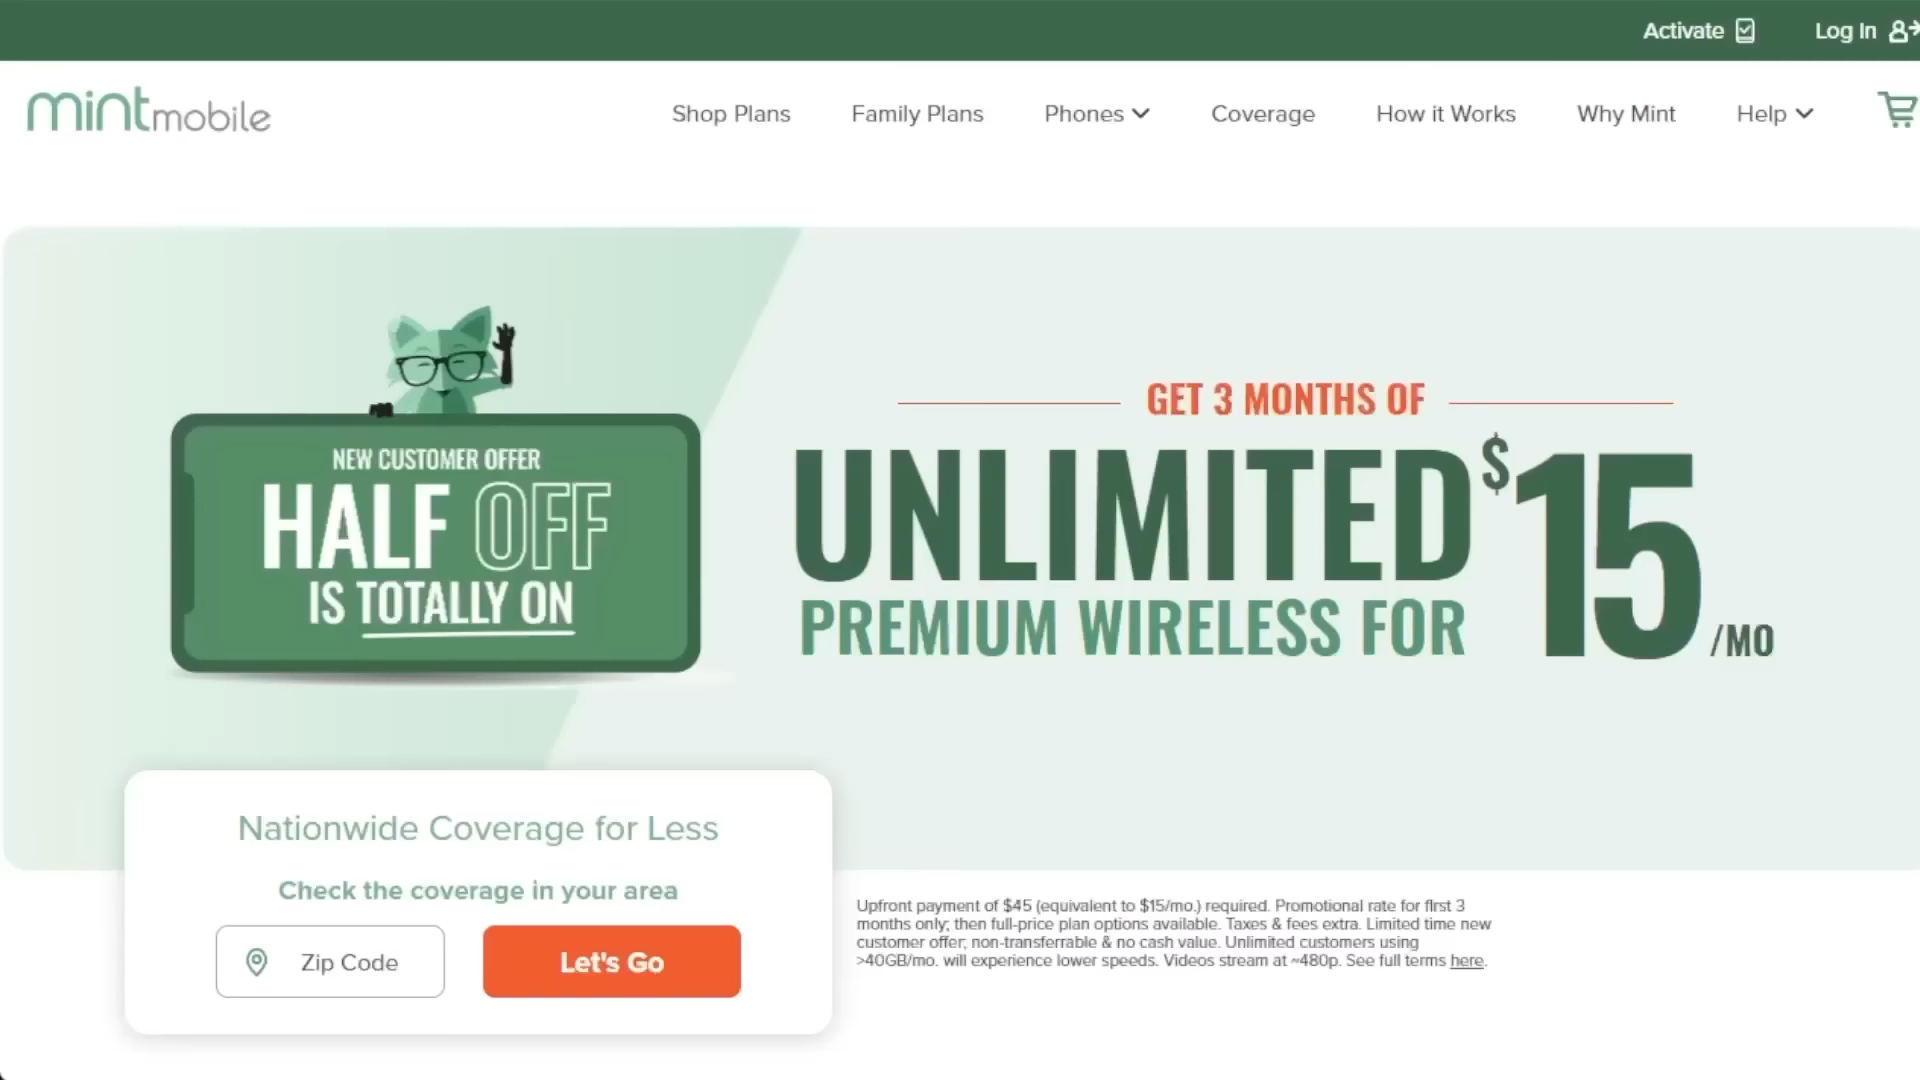 Activate
Log In
mintmobile
Shop Plans
Family Plans
Phones
Coverage
How it Works
Why Mint
Help
NEW CUSTOMER OFFER
HALF OFF
IS TOTALLY ON
GET 3 MONTHS OF
UNLIMITED
PREMIUM WIRELESS FOR
$15/MO
Nationwide Coverage for Less
Check the coverage in your area
Zip Code
Let's Go
Upfront payment of $45 (equivalent to $15/mo.) required. Promotional rate for first 3
months only; then full-price plan options available. Taxes & fees extra. Limited time new
customer offer; non-transferrable & no cash value. Unlimited customers using
>40GB/mo. will experience lower speeds. Videos stream at ~480p. See full terms here.